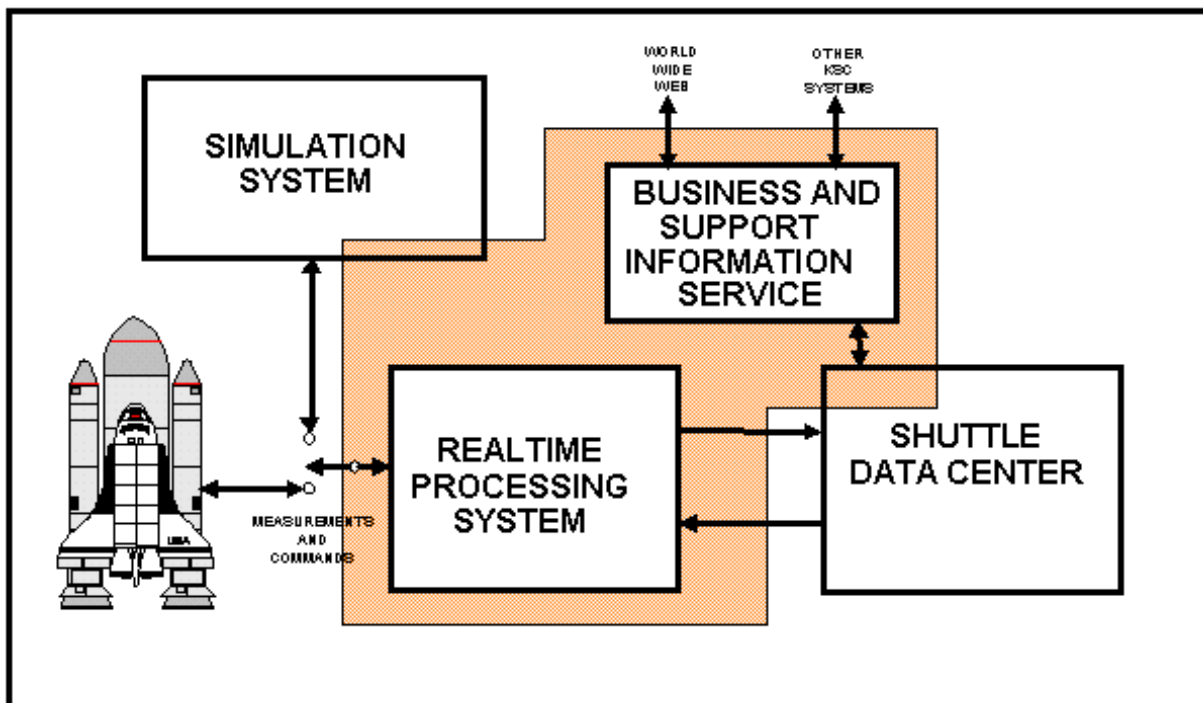 WORLD
WIDE
WEB
OTHER
KSC
SYSTEMS
SIMULATION
SYSTEM
BUSINESS AND
SUPPORT
INFORMATION
SERVICE
REALTIME
PROCESSING
SYSTEM
SHUTTLE
DATA CENTER
MEASUREMENTS
AND
COMMANDS
USA